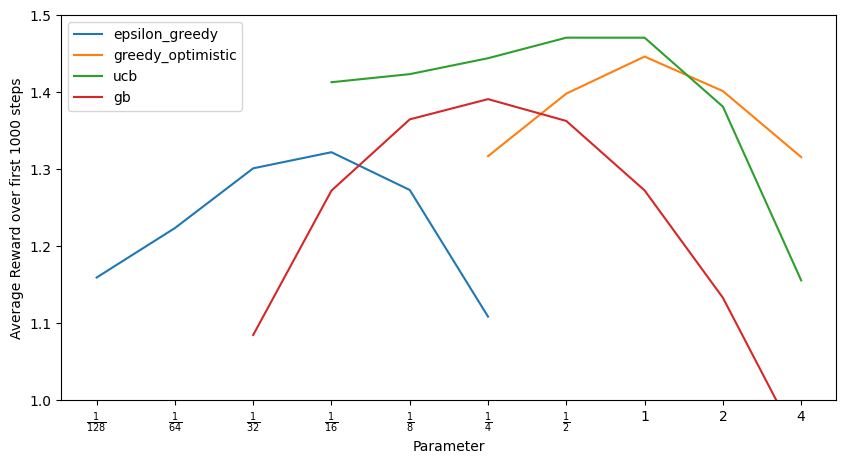 epsilon_greedy
greedy_optimistic
ucb
gb
Average Reward over first 1000 steps
1.5
1.4
1.3
1.2
1.1
1.0
1/128 1/64 1/32 1/16 1/8 1/4 1/2 1 2 4
Parameter